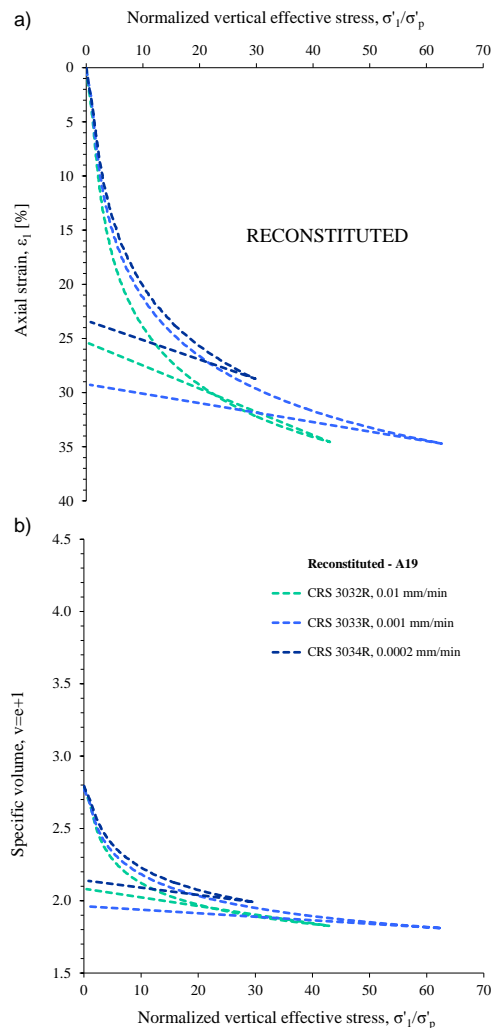 a)
Normalized vertical effective stress, σ'1/σ'p
0 10 20 30 40 50 60 70
0
5
10
15
20
25
30
35
40
Axial strain, ε1 [%]
RECONSTITUTED
b)
4.5
4.0
3.5
3.0
2.5
2.0
1.5
Specific volume, v=e+1
Reconstituted - A19
CRS 3032R, 0.01 mm/min
CRS 3033R, 0.001 mm/min
CRS 3034R, 0.0002 mm/min
0 10 20 30 40 50 60 70
Normalized vertical effective stress, σ'1/σ'p